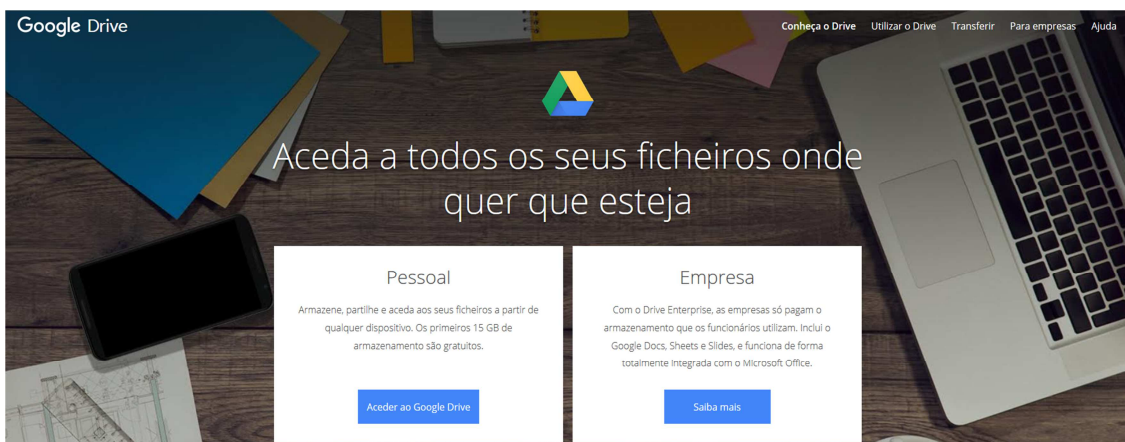 Google Drive
Conheça o Drive Utilizar o Drive Transferir Para empresas Ajuda
Aceda a todos os seus ficheiros onde
quer que esteja
Pessoal
Armazene, partilhe e aceda aos seus ficheiros a partir de
qualquer dispositivo. Os primeiros 15 GB de
armazenamento são gratuitos.
Aceder ao Google Drive
Empresa
Com o Drive Enterprise, as empresas só pagam o
armazenamento que os funcionários utilizam. Inclui o
Google Docs, Sheets e Slides, e funciona de forma
totalmente integrada com o Microsoft Office.
Saiba mais